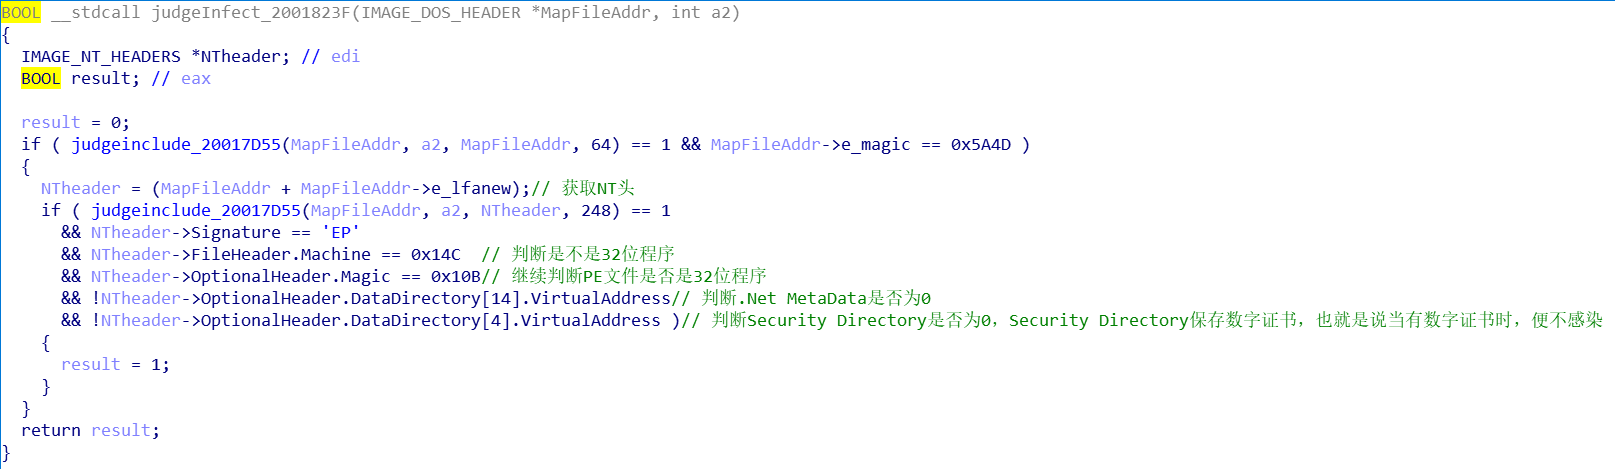 BOOL __stdcall judgeInfect_2001823F(IMAGE_DOS_HEADER *MapFileAddr, int a2)
{
  IMAGE_NT_HEADERS *NTheader; // edi
  BOOL result; // eax

  result = 0;
  if ( judgeinclude_20017D55(MapFileAddr, a2, MapFileAddr, 64) == 1 && MapFileAddr->e_magic == 0x5A4D )
  {
    NTheader = (MapFileAddr + MapFileAddr->e_lfanew);// 获取NT头
    if ( judgeinclude_20017D55(MapFileAddr, a2, NTheader, 248) == 1
      && NTheader->Signature == 'EP'
      && NTheader->FileHeader.Machine == 0x14C  // 判断是不是32位程序
      && NTheader->OptionalHeader.Magic == 0x10B// 继续判断PE文件是否是32位程序
      && !NTheader->OptionalHeader.DataDirectory[14].VirtualAddress// 判断.Net MetaData是否为0
      && !NTheader->OptionalHeader.DataDirectory[4].VirtualAddress )// 判断Security Directory是否为0，Security Directory保存数字证书，也就是说当有数字证书时，便不感染
    {
      result = 1;
    }
  }
  return result;
}